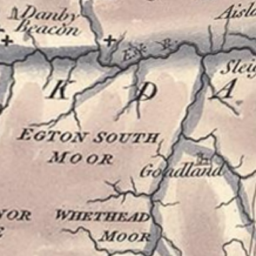 Danby
Beacon
Aisla
Esk R.
Sleig
K D A
EGTON SOUTH
MOOR
Goadland
NOR
E
WHETHEAD
MOOR